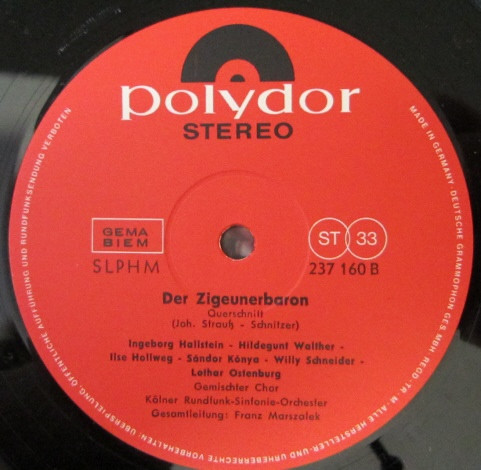 polydor
STEREO
GEMA
BIEM
SLPHM
ST 33
237 160 B
Der Zigeunerbaron
Querschnitt
(Joh. Strauß - Schnitzer)
Ingeborg Hallstein - Hildegunt Walther -
Ilse Hollweg - Sándor Kónya - Willy Schneider -
Lothar Ostenburg
Gemischter Chor
Kölner Rundfunk-Sinfonie-Orchester
Gesamtleitung: Franz Marszalek
MADE IN GERMANY. DEUTSCHE GRAMMOPHON GES MBH REGD.-TR. M. ALLE HERSTELLER-UND URHEBERRECHTE VORBEHALTEN. ÜBERSPIELUNG, ÖFFENTLICHE AUFFÜHRUNG UND RUNDFUNKSENDUNG VERBOTEN